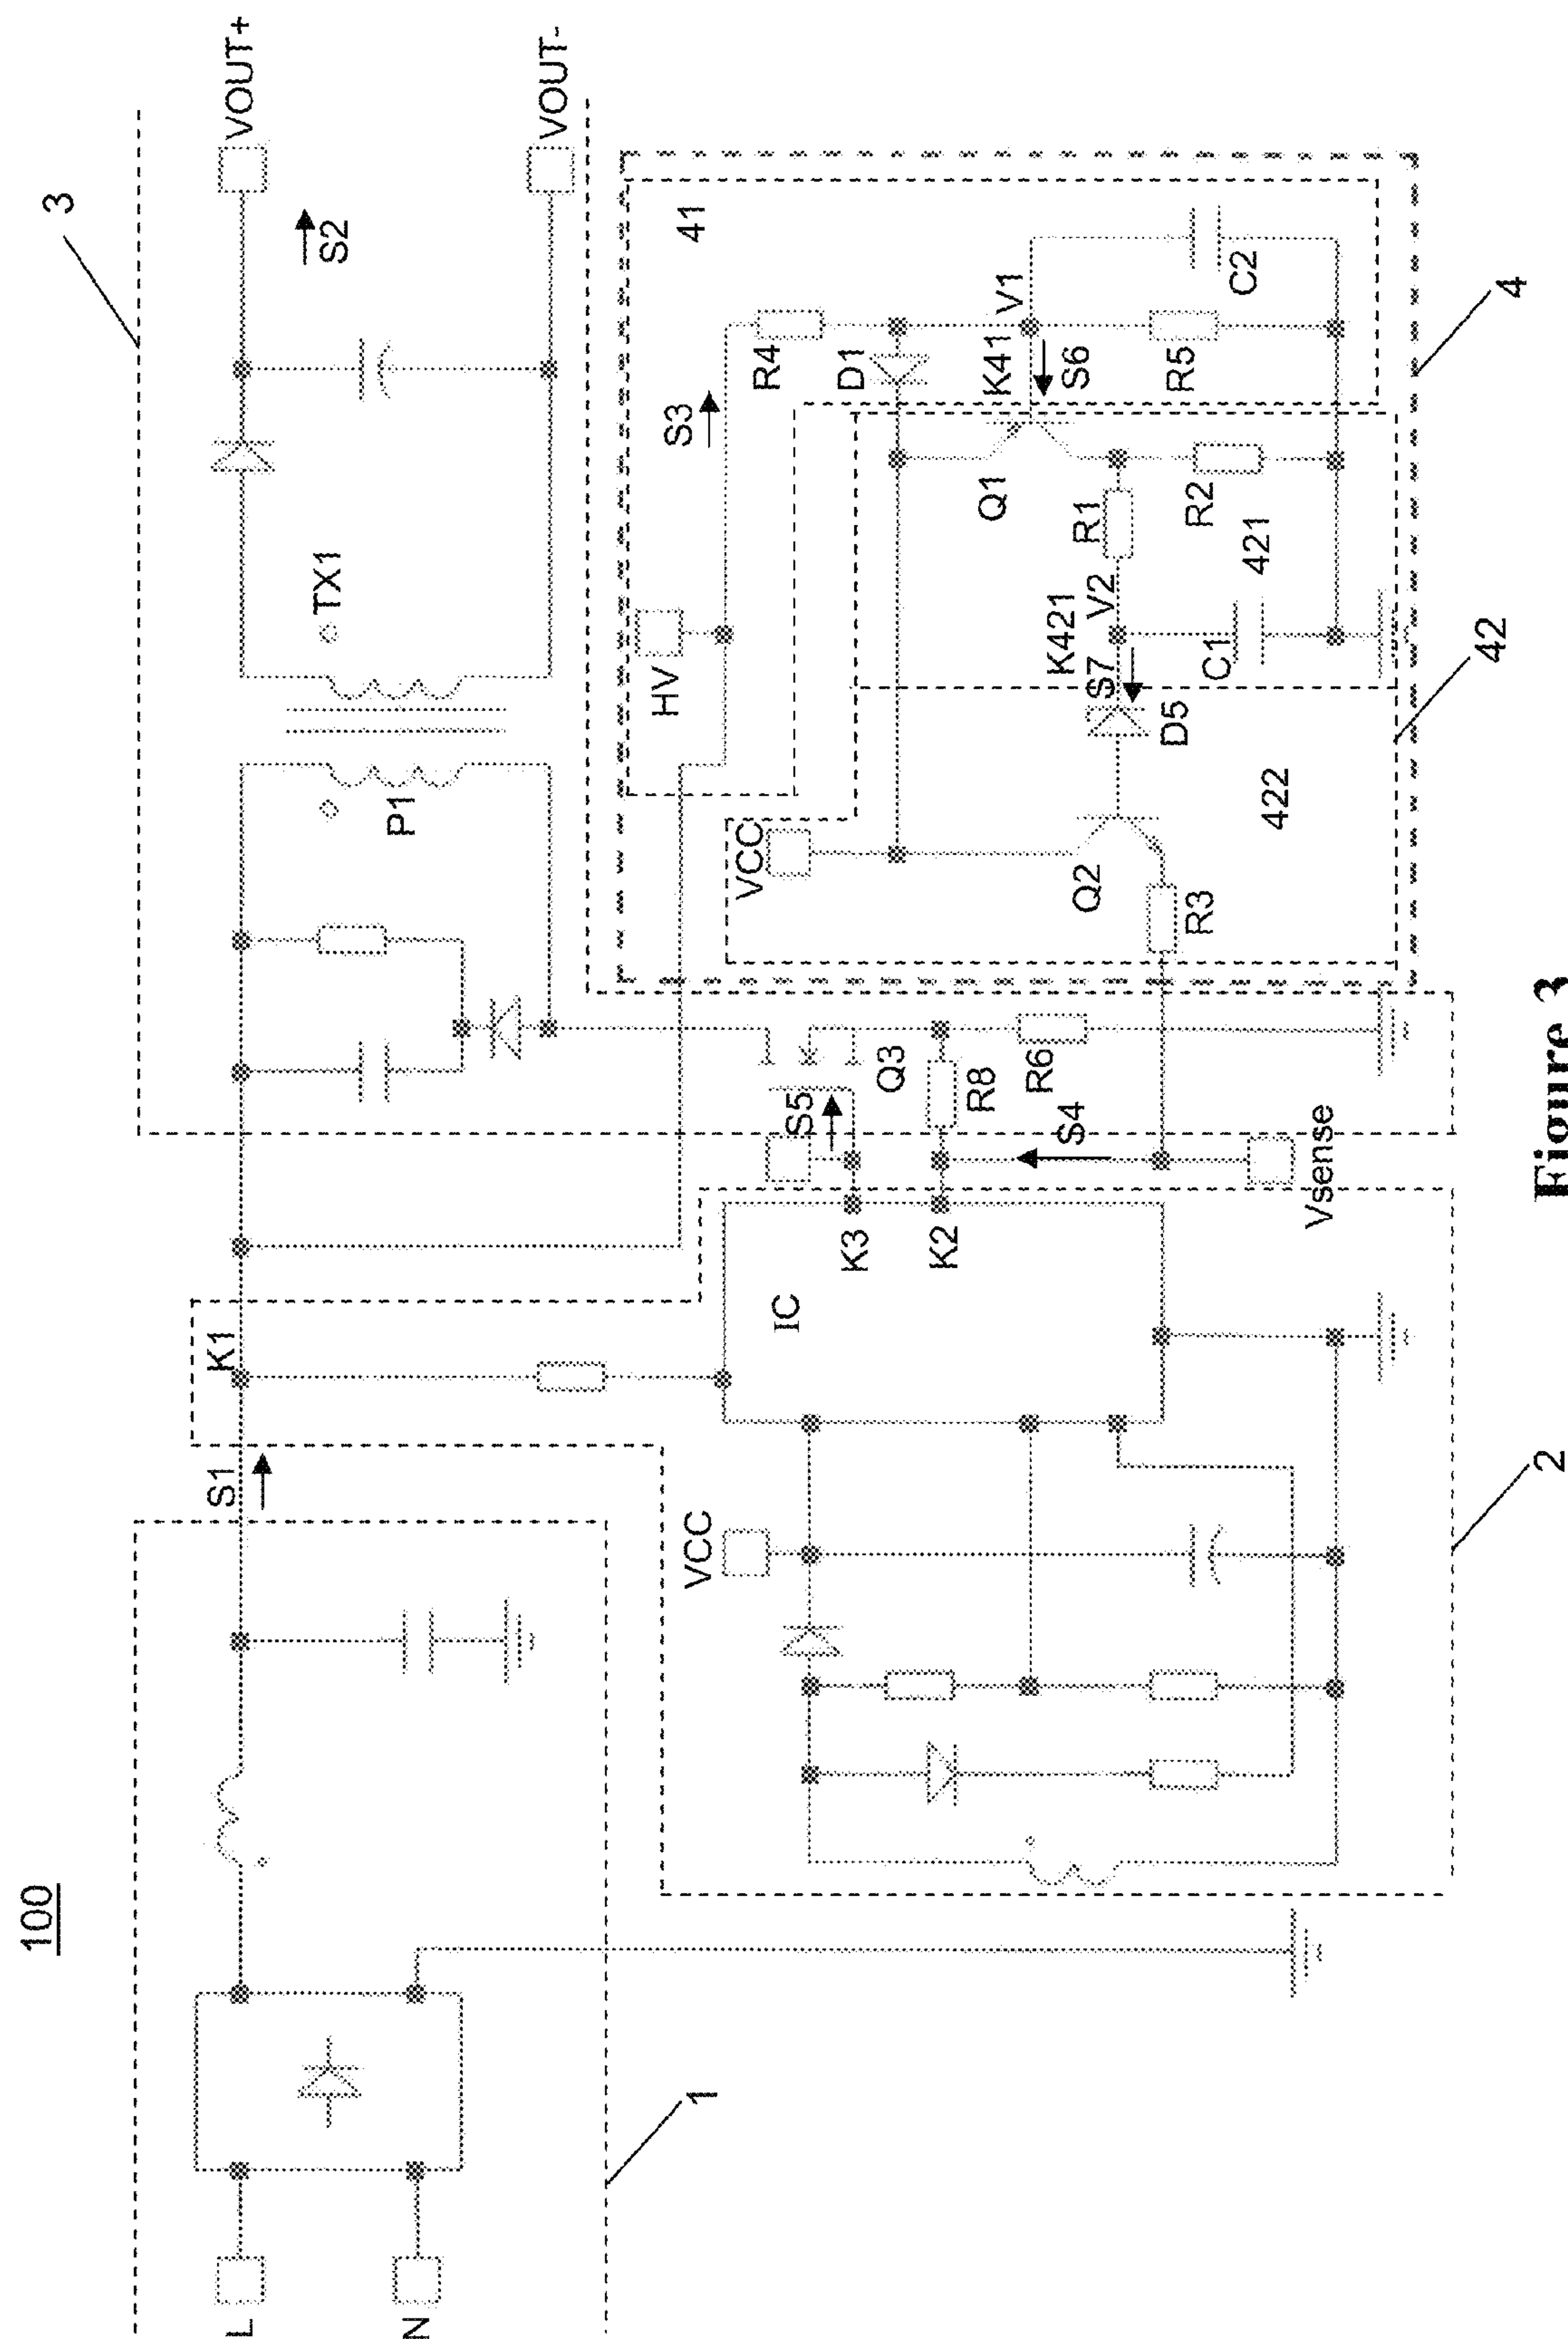 100
L
N
1
S1
K1
VCC
2
IC
K3
K2
S5
S4
Vsense
Q3
R8
R6
P1
TX1
3
VOUT+
VOUT-
S2
HV
S3
41
R4
D1
K41
V1
S6
R5
C2
Q1
R1
R2
421
K421
V2
S7
C1
D5
422
VCC
Q2
R3
42
4
Figure 3